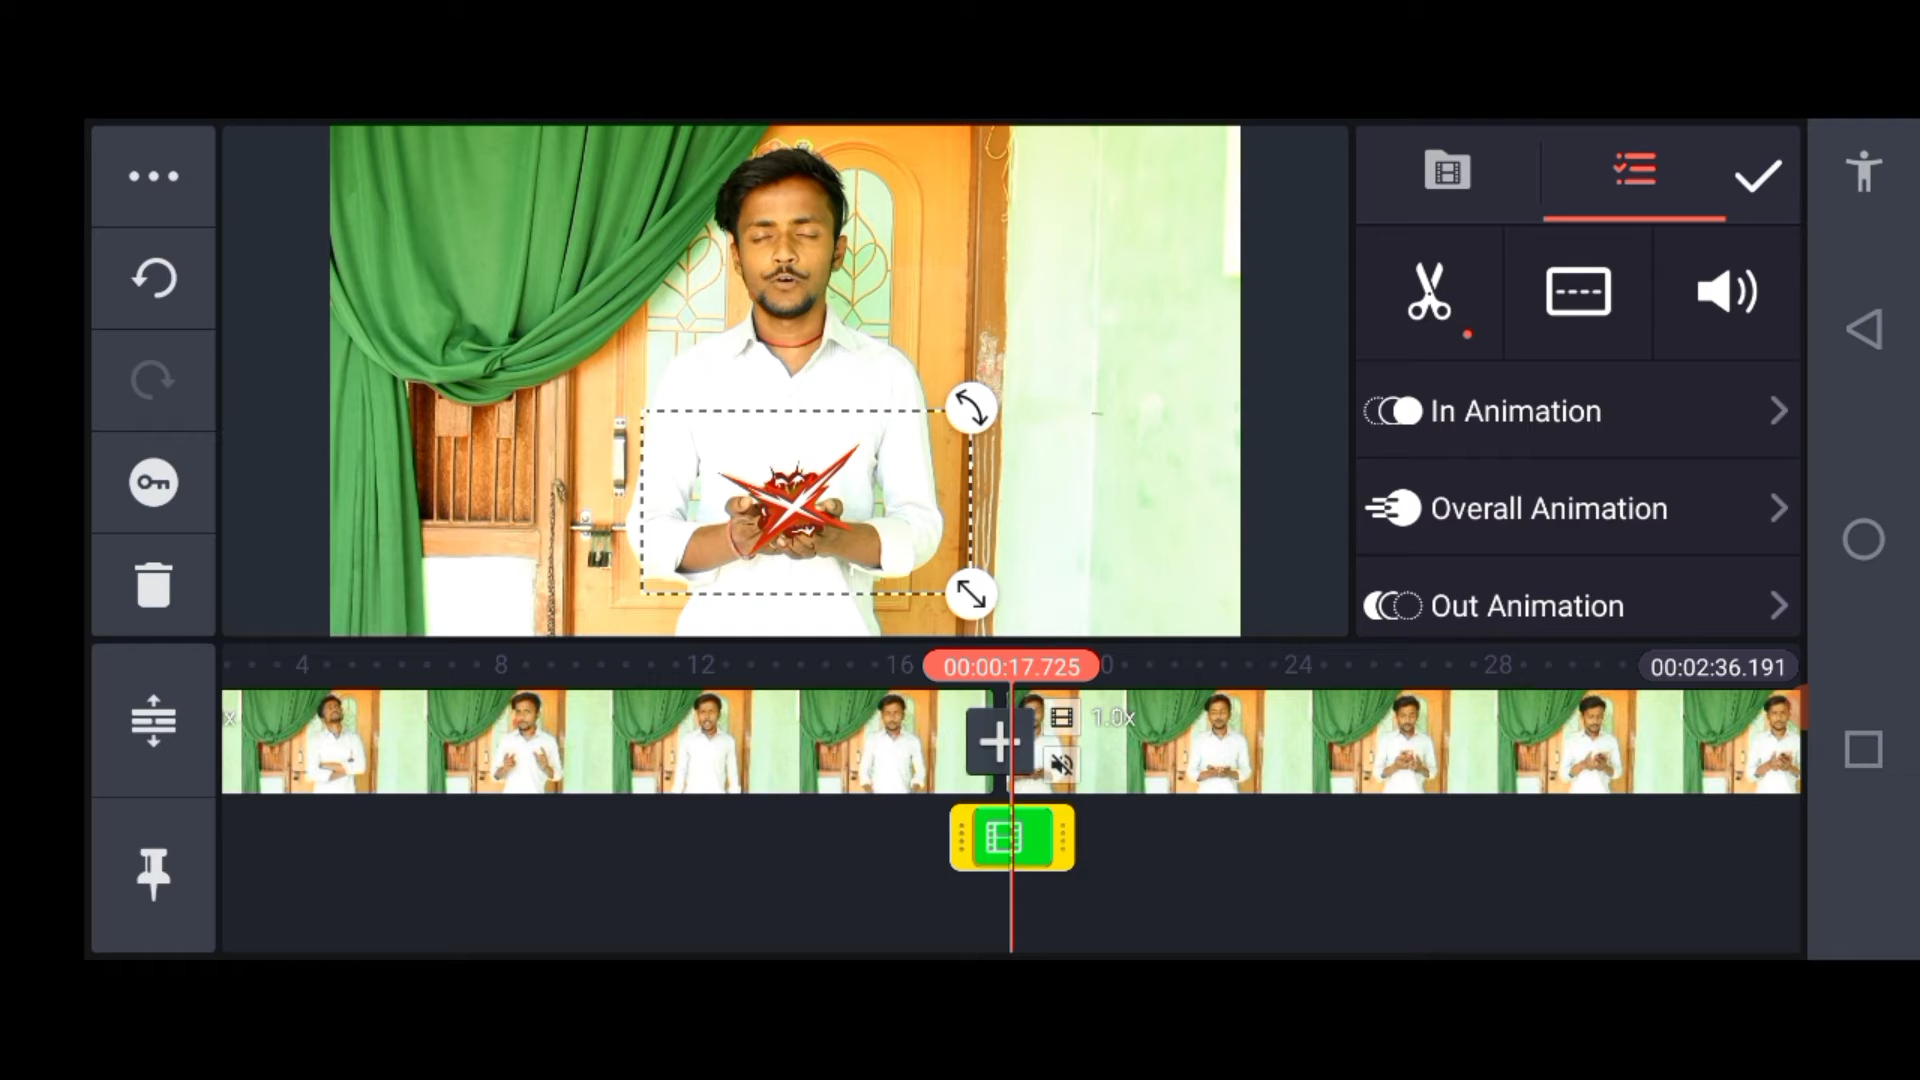 In Animation
Overall Animation
Out Animation
4
8
12
16
00:00:17.725
0
24
28
00:02:36.191
x
1.0x